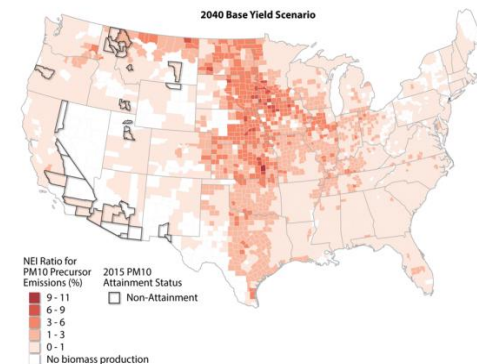 2040 Base Yield Scenario
NEI Ratio for
PM10 Precursor
Emissions (%)
9 - 11
6 - 9
3 - 6
1 - 3
0 - 1
No biomass production
2015 PM10
Attainment Status
Non-Attainment